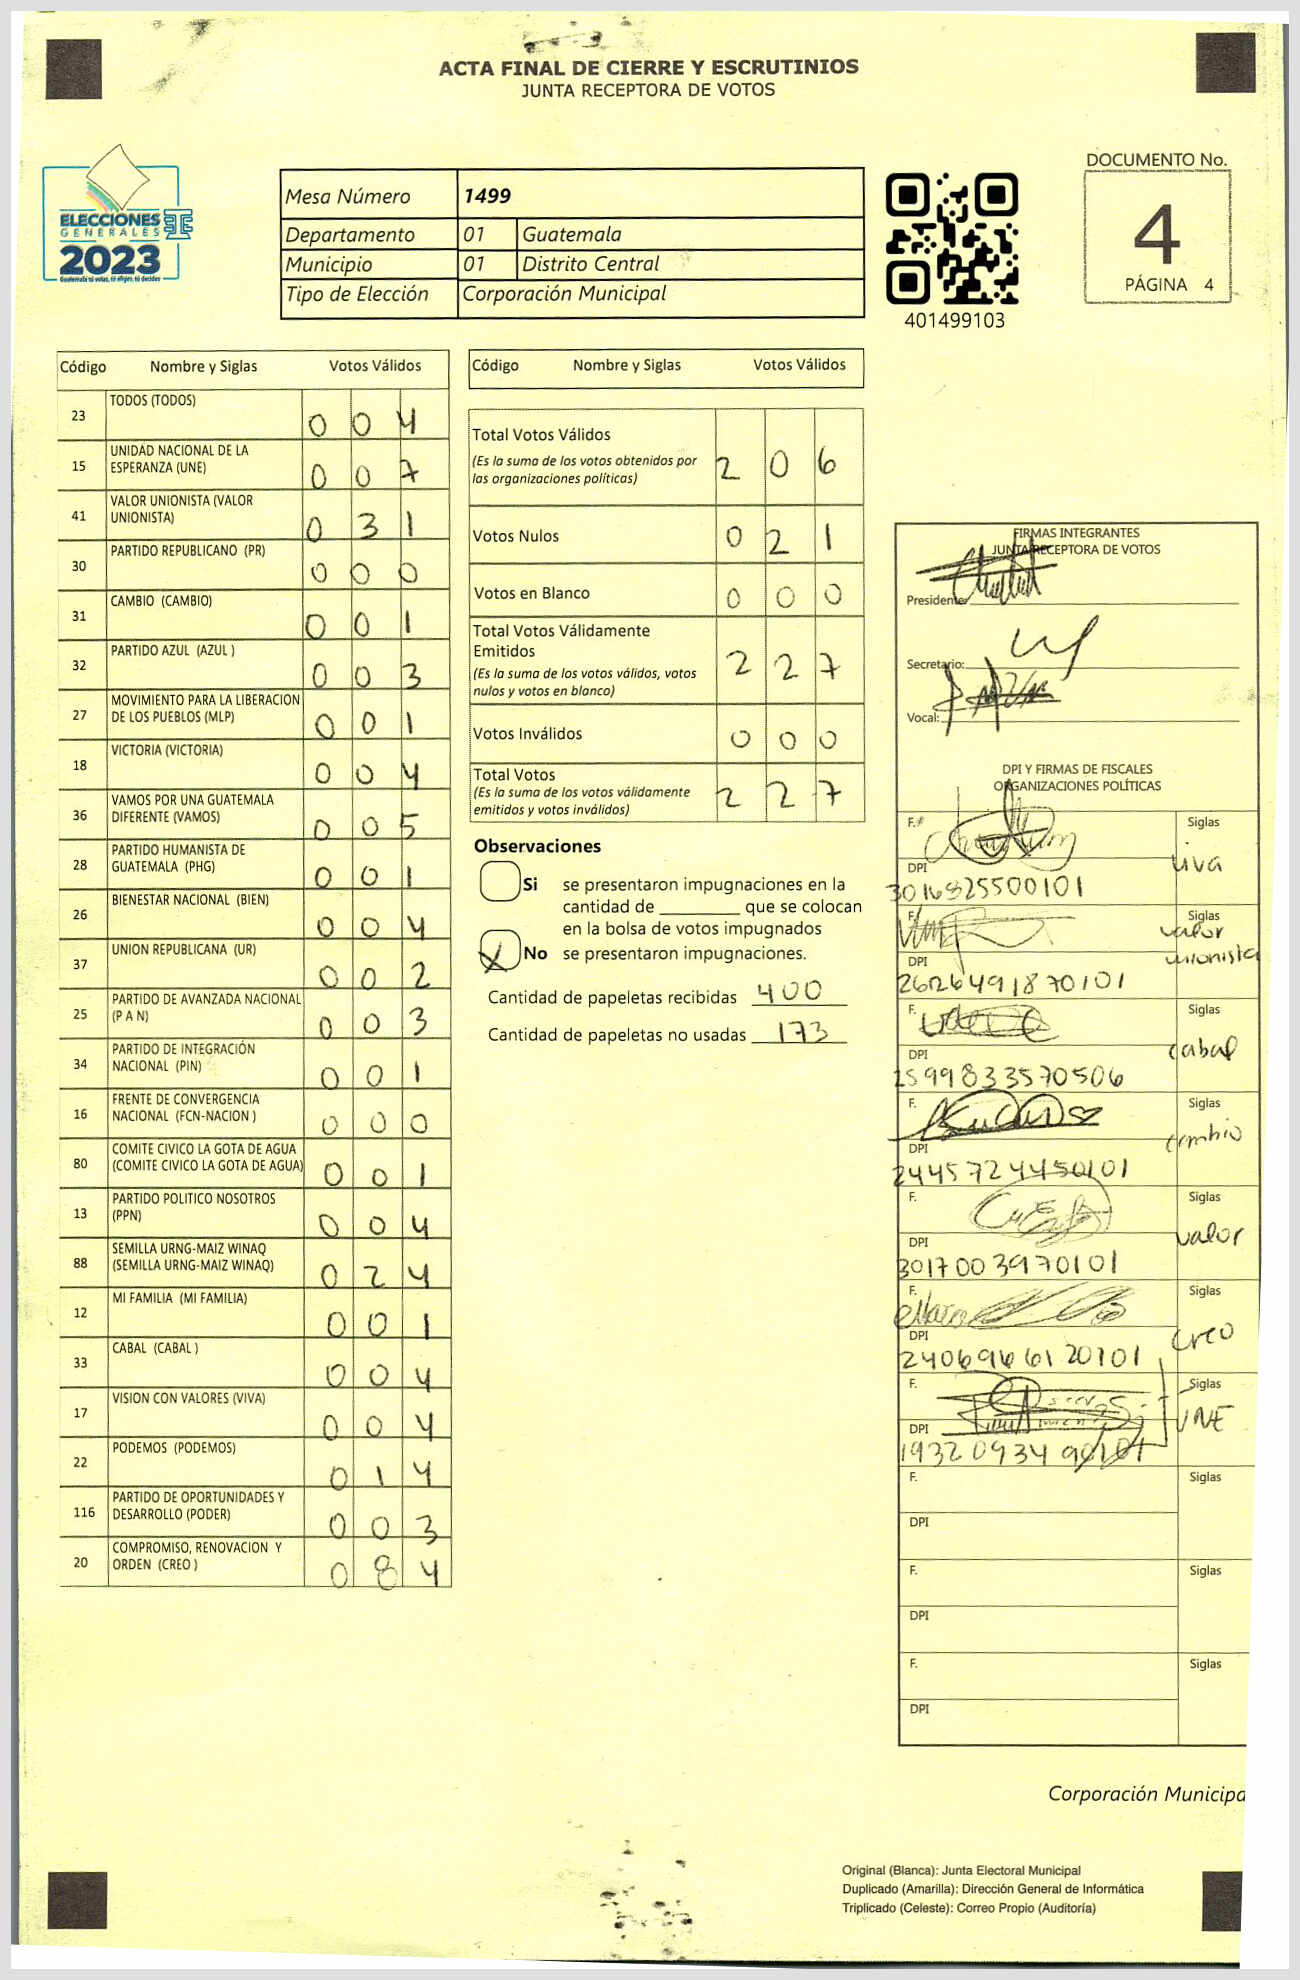 ACTA FINAL DE CIERRE Y ESCRUTINIOS
JUNTA RECEPTORA DE VOTOS
ELECCIONES
GENERALES
2023
Guatemala tú votas, tú eliges, tú decides
Mesa Número 1499
Departamento 01 Guatemala
Municipio 01 Distrito Central
Tipo de Elección Corporación Municipal
401499103
DOCUMENTO No.
4
PÁGINA 4
Código Nombre y Siglas Votos Válidos
23 TODOS (TODOS) 0 0 4
15 UNIDAD NACIONAL DE LA
ESPERANZA (UNE) 0 0 7
41 VALOR UNIONISTA (VALOR
UNIONISTA) 0 3 1
30 PARTIDO REPUBLICANO (PR) 0 0 0
31 CAMBIO (CAMBIO) 0 0 1
32 PARTIDO AZUL (AZUL ) 0 0 3
27 MOVIMIENTO PARA LA LIBERACION
DE LOS PUEBLOS (MLP) 0 0 1
18 VICTORIA (VICTORIA) 0 0 4
36 VAMOS POR UNA GUATEMALA
DIFERENTE (VAMOS) 0 0 5
28 PARTIDO HUMANISTA DE
GUATEMALA (PHG) 0 0 1
26 BIENESTAR NACIONAL (BIEN) 0 0 4
37 UNION REPUBLICANA (UR) 0 0 2
25 PARTIDO DE AVANZADA NACIONAL
(P A N) 0 0 3
34 PARTIDO DE INTEGRACIÓN
NACIONAL (PIN) 0 0 1
16 FRENTE DE CONVERGENCIA
NACIONAL (FCN-NACION ) 0 0 0
80 COMITE CIVICO LA GOTA DE AGUA
(COMITE CIVICO LA GOTA DE AGUA) 0 0 1
13 PARTIDO POLITICO NOSOTROS
(PPN) 0 0 4
88 SEMILLA URNG-MAIZ WINAQ
(SEMILLA URNG-MAIZ WINAQ) 0 2 4
12 MI FAMILIA (MI FAMILIA) 0 0 1
33 CABAL (CABAL ) 0 0 4
17 VISION CON VALORES (VIVA) 0 0 4
22 PODEMOS (PODEMOS) 0 1 4
116 PARTIDO DE OPORTUNIDADES Y
DESARROLLO (PODER) 0 0 3
20 COMPROMISO, RENOVACION Y
ORDEN (CREO ) 0 8 4
Código Nombre y Siglas Votos Válidos
Total Votos Válidos
(Es la suma de los votos obtenidos por
las organizaciones políticas) 2 0 6
Votos Nulos 0 2 1
Votos en Blanco 0 0 0
Total Votos Válidamente
Emitidos
(Es la suma de los votos válidos, votos
nulos y votos en blanco) 2 2 7
Votos Inválidos 0 0 0
Total Votos
(Es la suma de los votos válidamente
emitidos y votos inválidos) 2 2 7
Observaciones
Si se presentaron impugnaciones en la
cantidad de ________ que se colocan
en la bolsa de votos impugnados
X No se presentaron impugnaciones.
Cantidad de papeletas recibidas 400
Cantidad de papeletas no usadas 173
FIRMAS INTEGRANTES
JUNTA RECEPTORA DE VOTOS
Presidente:
Secretario:
Vocal:
DPI Y FIRMAS DE FISCALES
ORGANIZACIONES POLÍTICAS
F. Siglas
viva
DPI
3016825500101
F. Siglas
valor
unionista
DPI
2626491870101
F. Siglas
cabal
DPI
2599833570506
F. Siglas
cambio
DPI
2445724450101
F. Siglas
valor
DPI
3017003970101
F. Siglas
creo
DPI
2406966120101
F. Siglas
UNE
DPI
1932093490101
F. Siglas
DPI
F. Siglas
DPI
F. Siglas
DPI
Corporación Municipa
Original (Blanca): Junta Electoral Municipal
Duplicado (Amarilla): Dirección General de Informática
Triplicado (Celeste): Correo Propio (Auditoría)